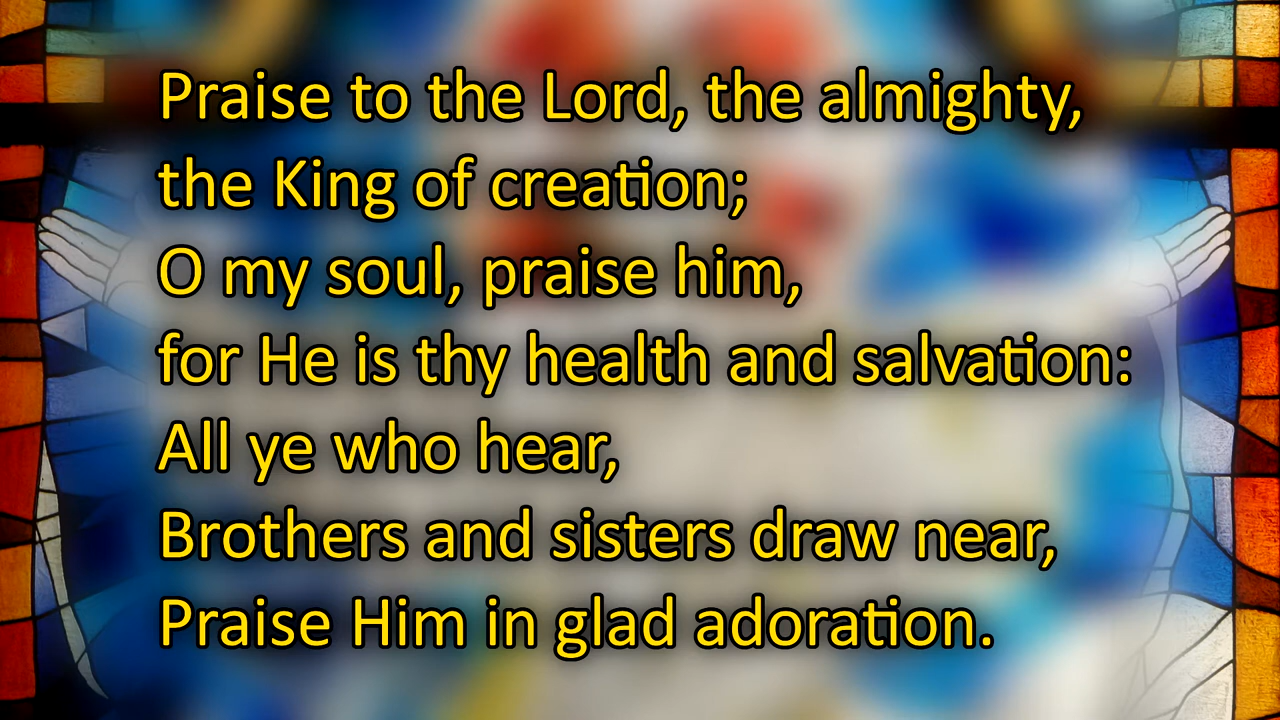 Praise to the Lord, the almighty,
the King of creation;
O my soul, praise him,
for He is thy health and salvation:
All ye who hear,
Brothers and sisters draw near,
Praise Him in glad adoration.